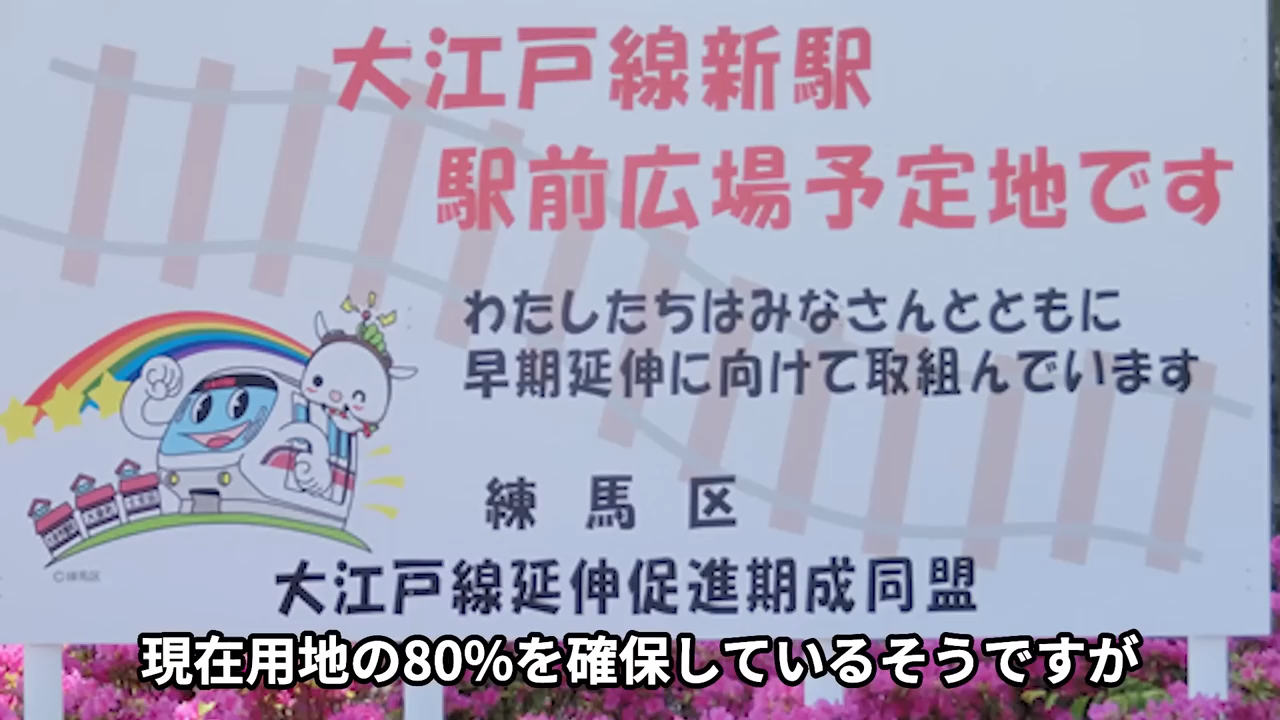 大江戸線新駅
駅前広場予定地です
わたしたちはみなさんとともに
早期延伸に向けて取組んでいます
練馬区
大江戸線延伸促進期成同盟
©練馬区
現在用地の80%を確保しているそうですが